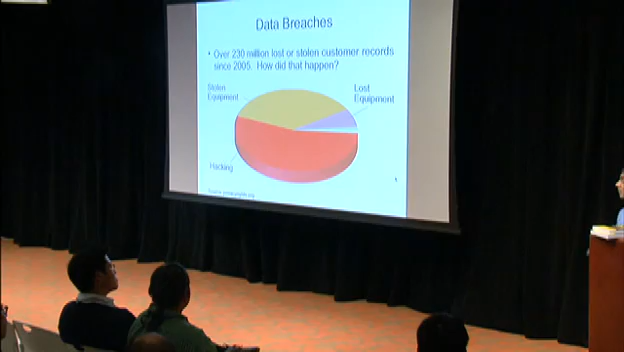 Data Breaches
• Over 230 million lost or stolen customer records
since 2005. How did that happen?
Stolen
Equipment
Lost
Equipment
Hacking